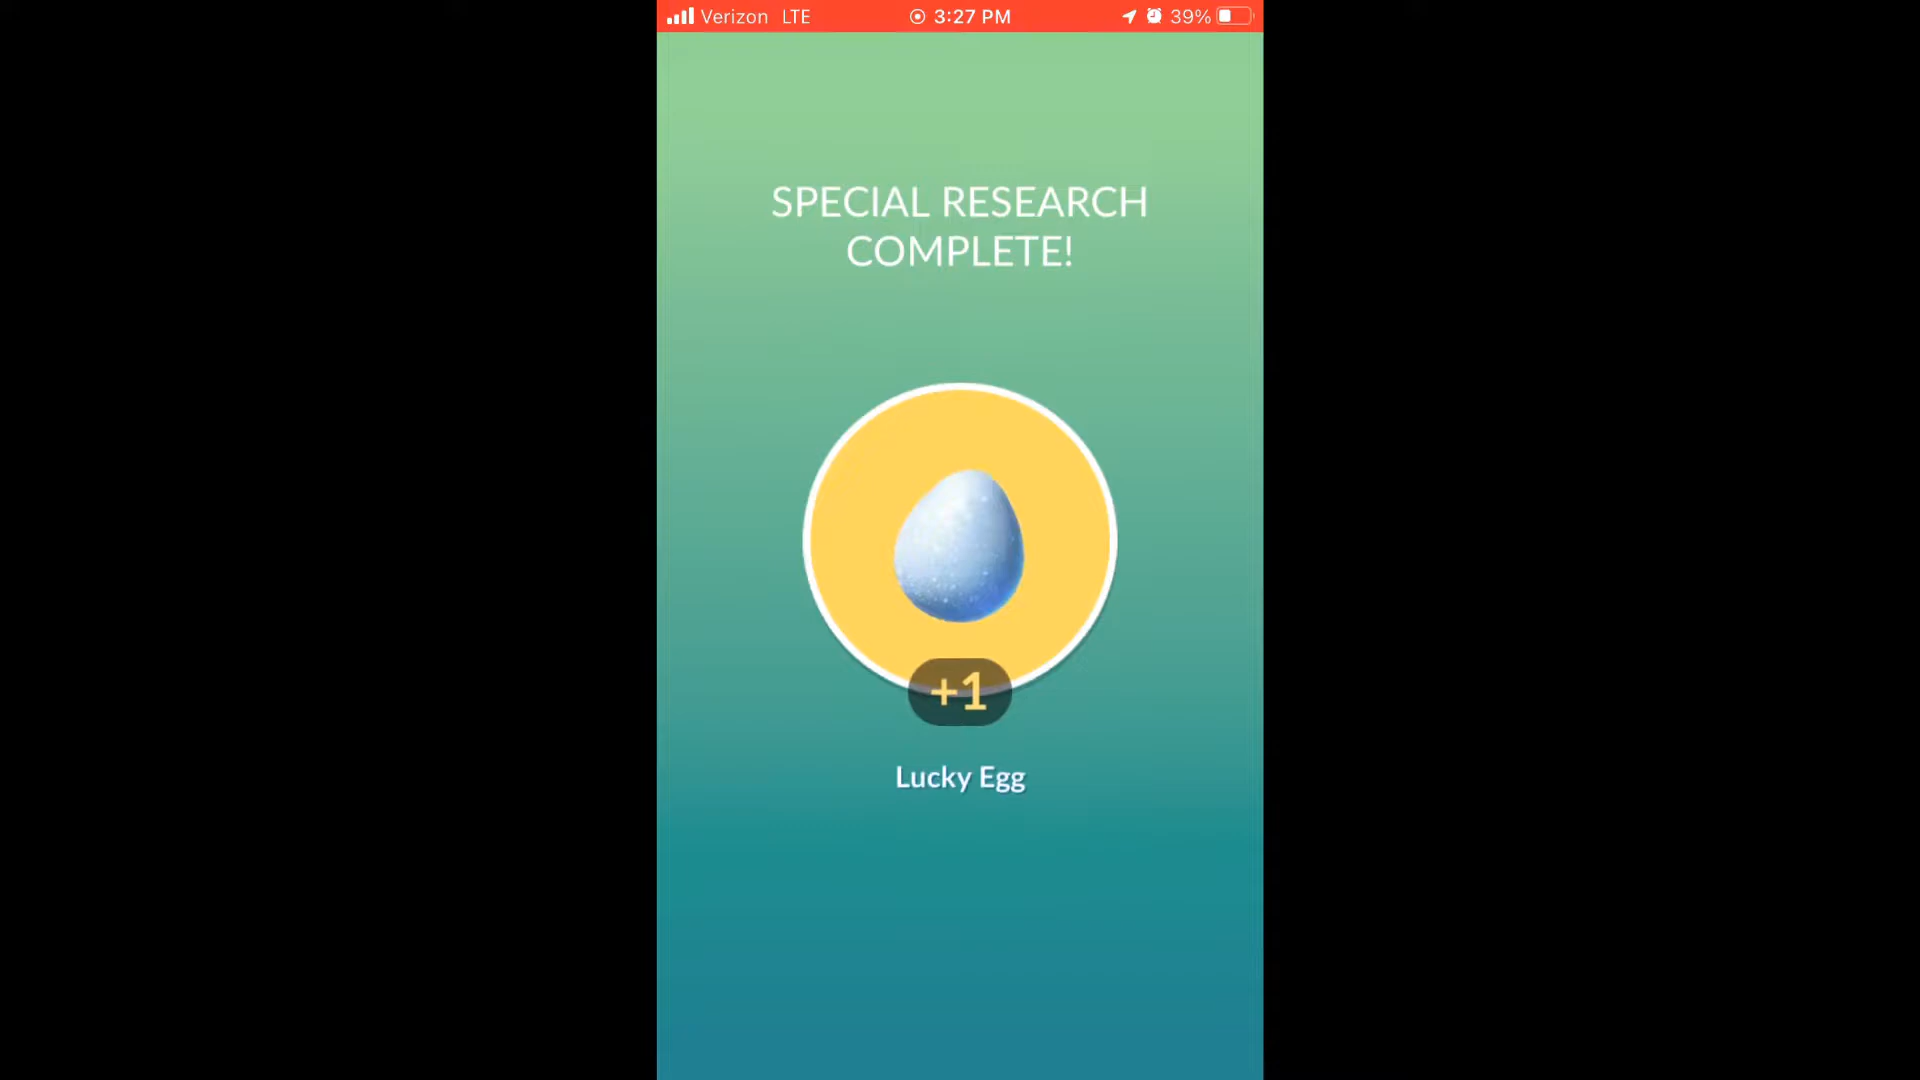 Verizon LTE 3:27 PM 39%
SPECIAL RESEARCH
COMPLETE!
+1
Lucky Egg